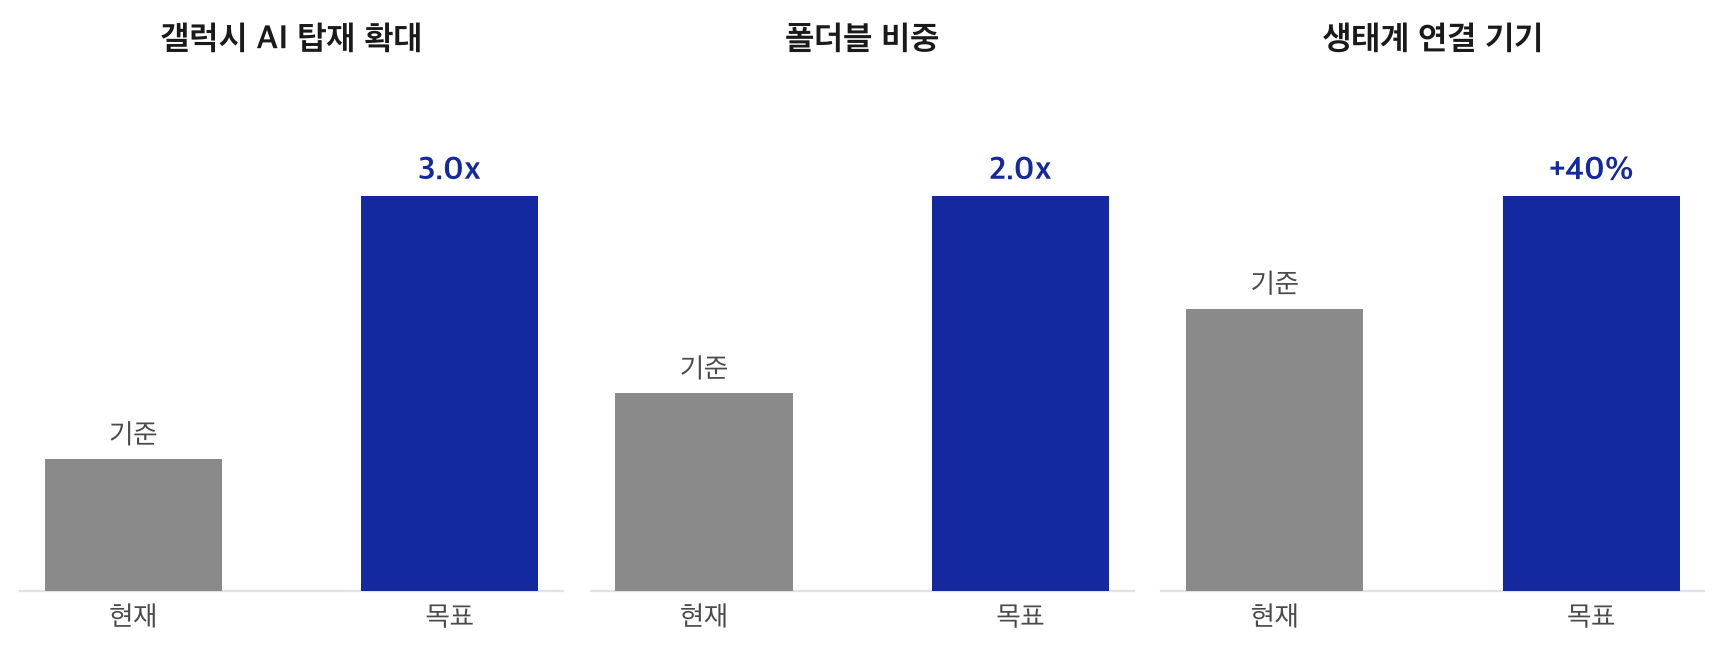 갤럭시 AI 탑재 확대
3.0x
기준
현재
목표
폴더블 비중
2.0x
기준
현재
목표
생태계 연결 기기
+40%
기준
현재
목표